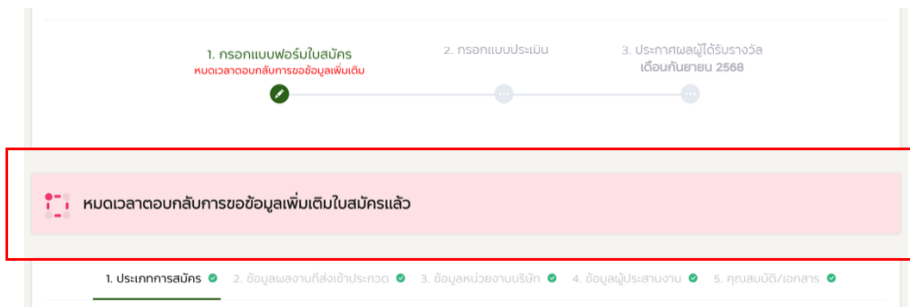 1. กรอกแบบฟอร์มใบสมัคร
หมดเวลาตอบกลับการขอข้อมูลเพิ่มเติม
2. กรอกแบบประเมิน
3. ประกาศผลผู้ได้รับรางวัล
เดือนกันยายน 2568
หมดเวลาตอบกลับการขอข้อมูลเพิ่มเติมใบสมัครแล้ว
1. ประเภทการสมัคร 2. ข้อมูลผลงานที่ส่งเข้าประกวด 3. ข้อมูลหน่วยงานบริษัท 4. ข้อมูลผู้ประสานงาน 5. คุณสมบัติ/เอกสาร